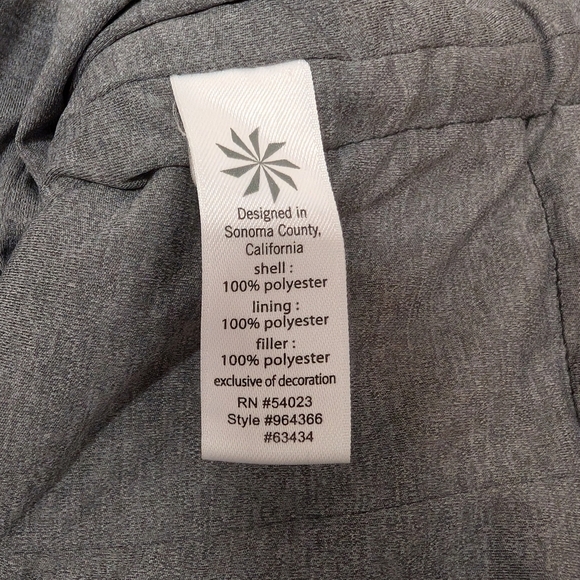 Designed in
Sonoma County,
California
shell :
100% polyester
lining :
100% polyester
filler :
100% polyester
exclusive of decoration
RN #54023
Style #964366
#63434